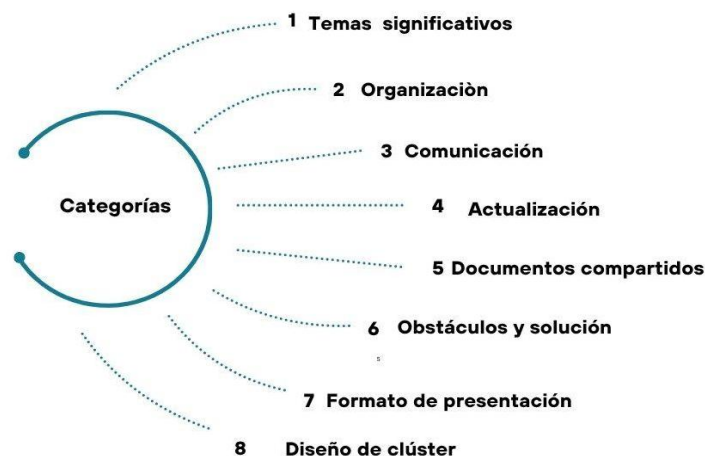 1 Temas significativos
2 Organizaciòn
3 Comunicación
Categorías
4 Actualización
5 Documentos compartidos
6 Obstáculos y solución
5
7 Formato de presentación
8 Diseño de clúster